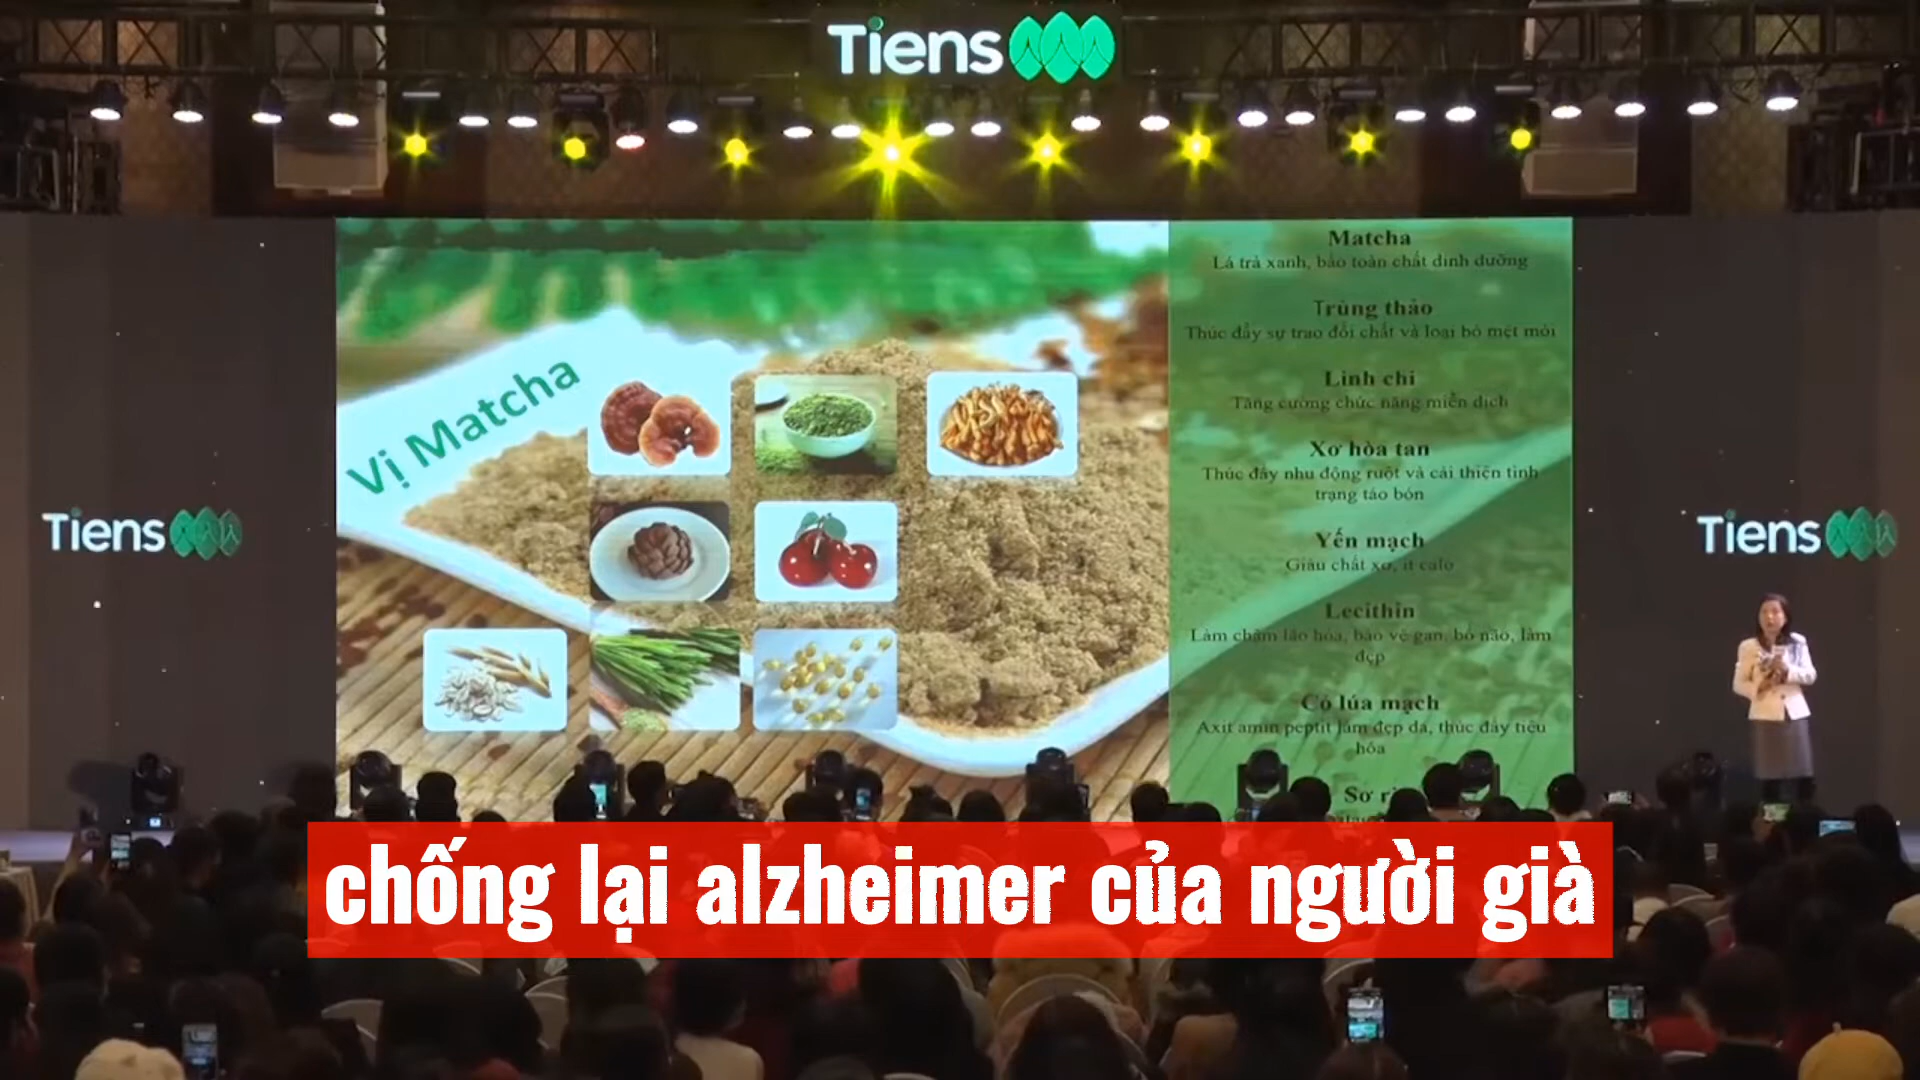 Tiens
Tiens
Tiens
Vị Matcha
Matcha
Lá trà xanh, bảo toàn chất dinh dưỡng
Trùng thảo
Thúc đẩy sự trao đổi chất và loại bỏ mệt mỏi
Linh chi
Tăng cường chức năng miễn dịch
Xơ hòa tan
Thúc đẩy nhu động ruột và cải thiện tình
trạng táo bón
Yến mạch
Giàu chất xơ, ít calo
Lecithin
Làm chậm lão hóa, bảo vệ gan, bổ não, làm
đẹp
Cỏ lúa mạch
Axit amin peptit làm đẹp da, thúc đẩy tiêu
hóa
Sơ
chống lại alzheimer của người già